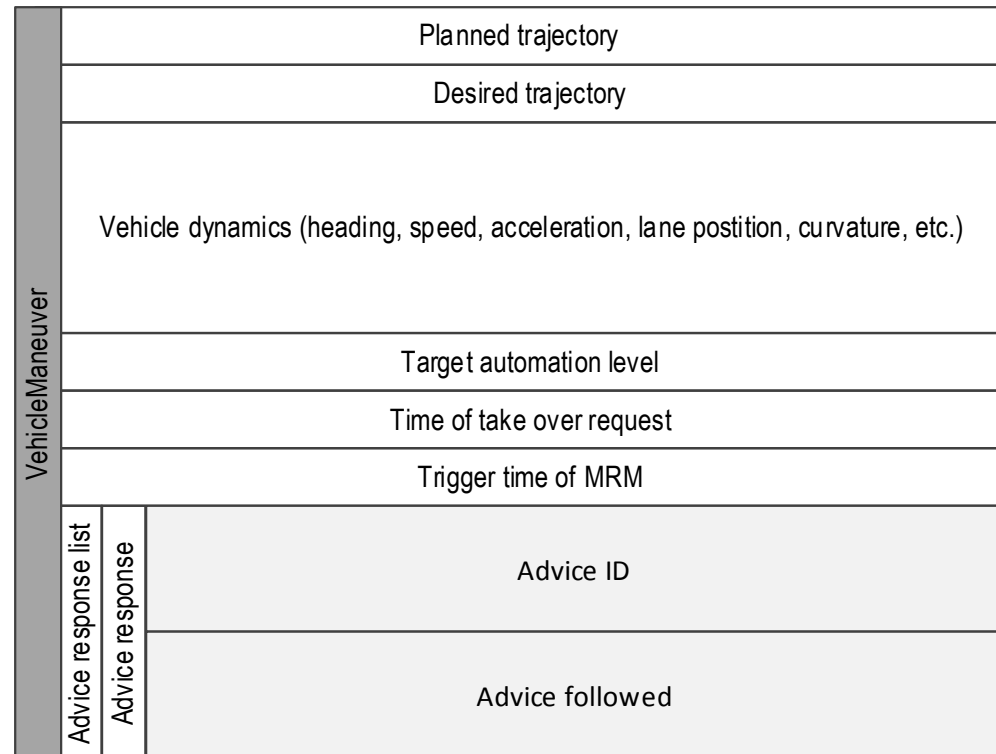 VehicleManeuver
Planned trajectory
Desired trajectory
Vehicle dynamics (heading, speed, acceleration, lane postition, curvature, etc.)
Target automation level
Time of take over request
Trigger time of MRM
Advice response list
Advice response
Advice ID
Advice followed